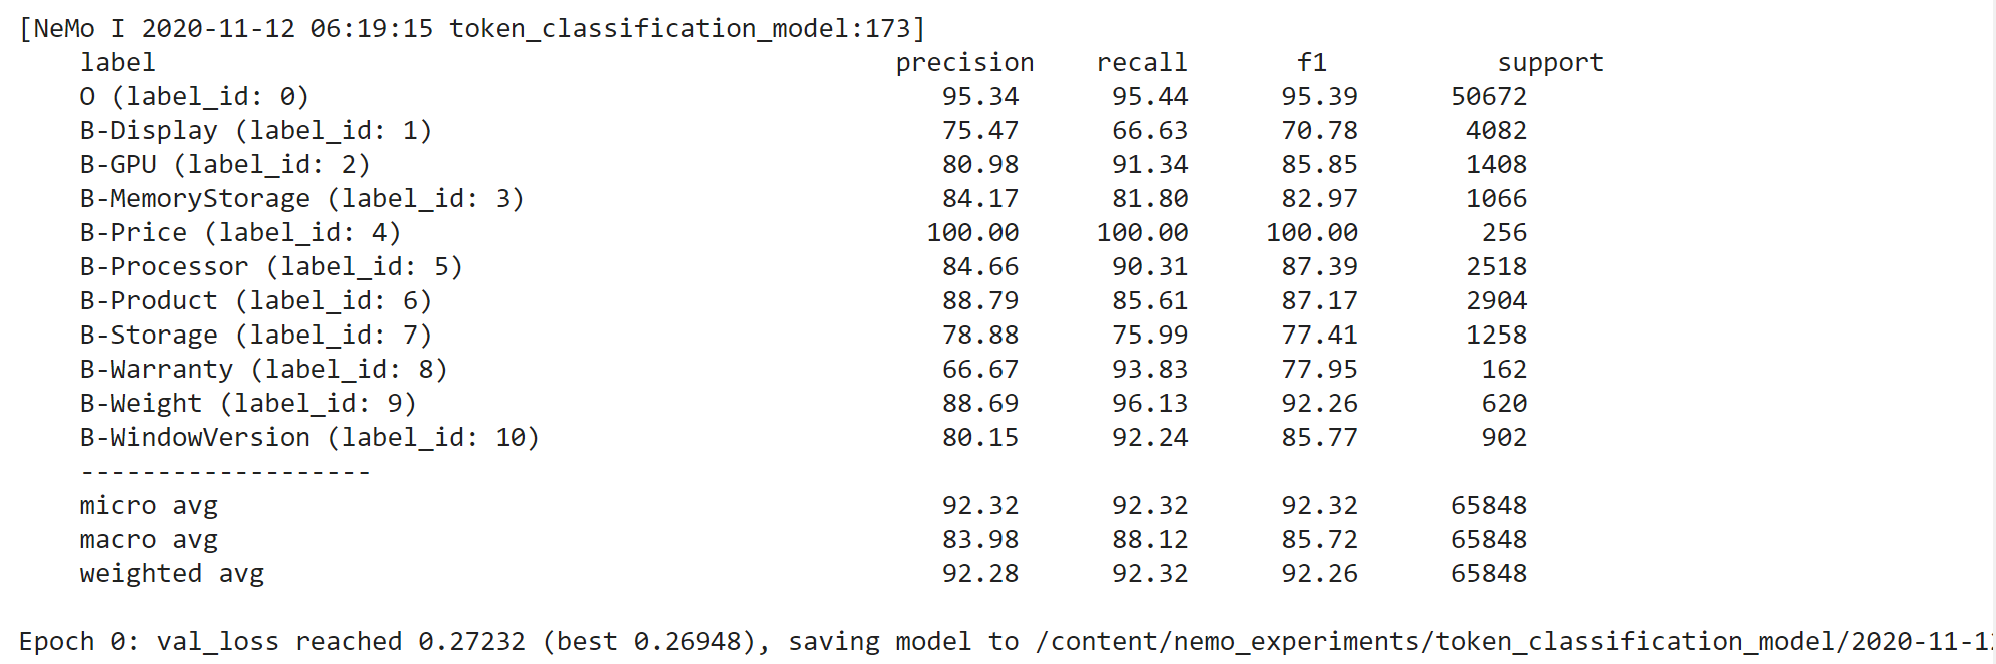 [NeMo I 2020-11-12 06:19:15 token_classification_model:173]
label precision recall f1 support
O (label_id: 0) 95.34 95.44 95.39 50672
B-Display (label_id: 1) 75.47 66.63 70.78 4082
B-GPU (label_id: 2) 80.98 91.34 85.85 1408
B-MemoryStorage (label_id: 3) 84.17 81.80 82.97 1066
B-Price (label_id: 4) 100.00 100.00 100.00 256
B-Processor (label_id: 5) 84.66 90.31 87.39 2518
B-Product (label_id: 6) 88.79 85.61 87.17 2904
B-Storage (label_id: 7) 78.88 75.99 77.41 1258
B-Warranty (label_id: 8) 66.67 93.83 77.95 162
B-Weight (label_id: 9) 88.69 96.13 92.26 620
B-WindowVersion (label_id: 10) 80.15 92.24 85.77 902
-------------------
micro avg 92.32 92.32 92.32 65848
macro avg 83.98 88.12 85.72 65848
weighted avg 92.28 92.32 92.26 65848
Epoch 0: val_loss reached 0.27232 (best 0.26948), saving model to /content/nemo_experiments/token_classification_model/2020-11-1